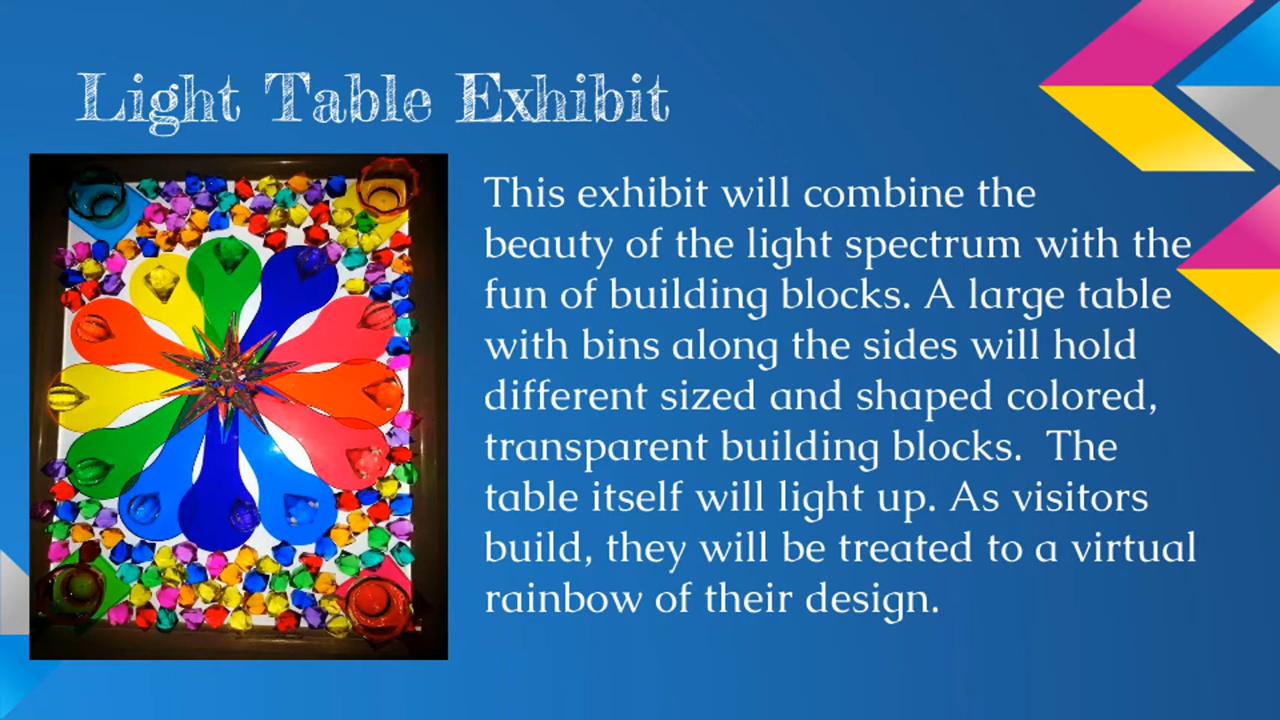 Light Table Exhibit
This exhibit will combine the
beauty of the light spectrum with the
fun of building blocks. A large table
with bins along the sides will hold
different sized and shaped colored,
transparent building blocks.  The
table itself will light up. As visitors
build, they will be treated to a virtual
rainbow of their design.